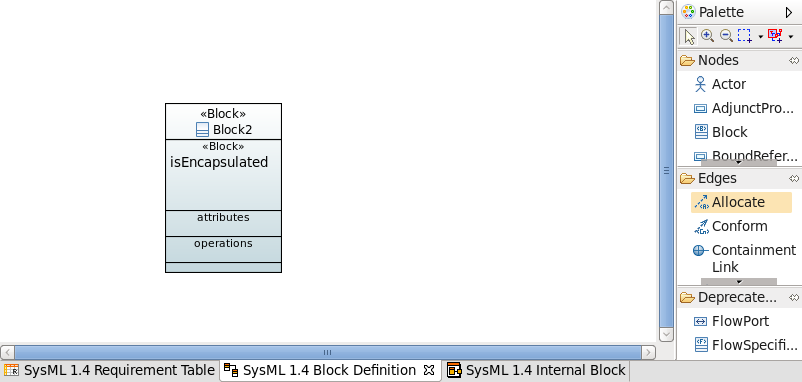 Palette
Nodes
Actor
AdjunctPro...
Block
BoundRefer...
Edges
Allocate
Conform
Containment
Link
Deprecate...
FlowPort
FlowSpecifi...
«Block»
Block2
«Block»
isEncapsulated
attributes
operations
SysML 1.4 Requirement Table
SysML 1.4 Block Definition
SysML 1.4 Internal Block